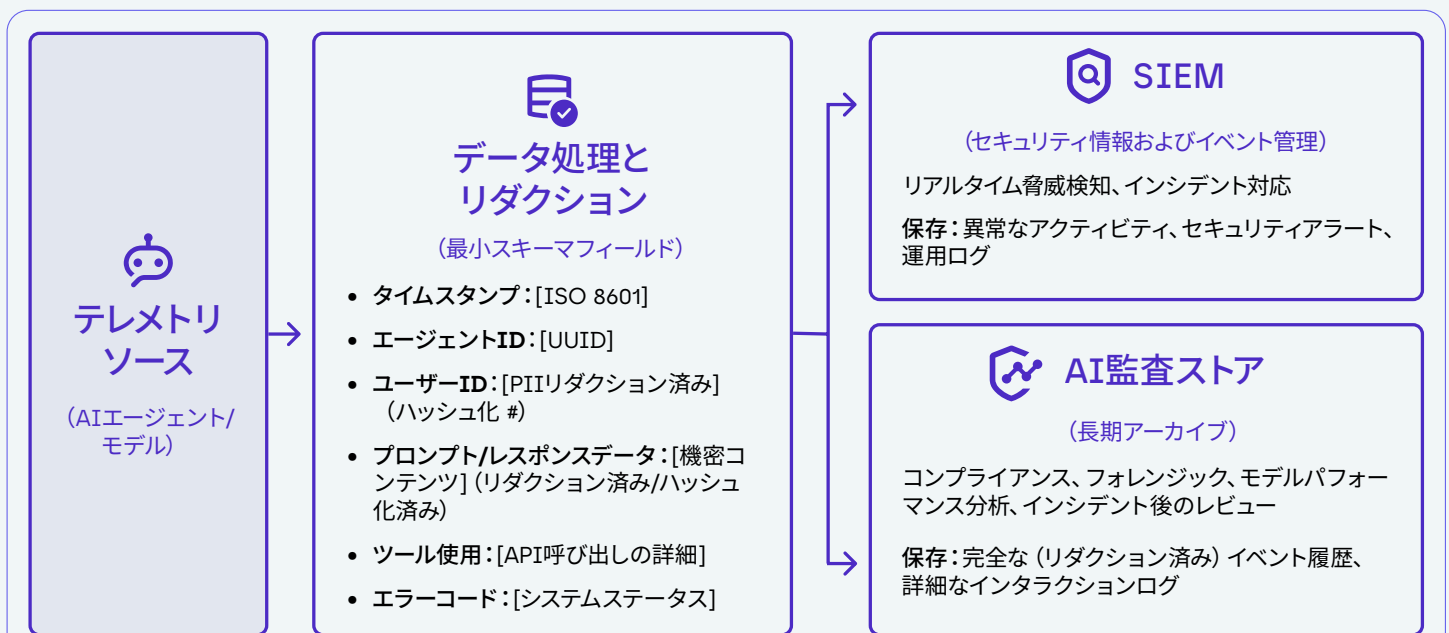 テレメトリ
ソース
（AIエージェント/
モデル）
データ処理と
リダクション
（最小スキーマフィールド）
• タイムスタンプ：[ISO 8601]
• エージェントID：[UUID]
• ユーザーID：[PIIリダクション済み]
（ハッシュ化 #）
• プロンプト/レスポンスデータ：[機密コ
ンテンツ]（リダクション済み/ハッシュ
化済み）
• ツール使用：[API呼び出しの詳細]
• エラーコード：[システムステータス]
SIEM
（セキュリティ情報およびイベント管理）
リアルタイム脅威検知、インシデント対応
保存：異常なアクティビティ、セキュリティアラート、
運用ログ
AI監査ストア
（長期アーカイブ）
コンプライアンス、フォレンジック、モデルパフォー
マンス分析、インシデント後のレビュー
保存：完全な（リダクション済み）イベント履歴、
詳細なインタラクションログ